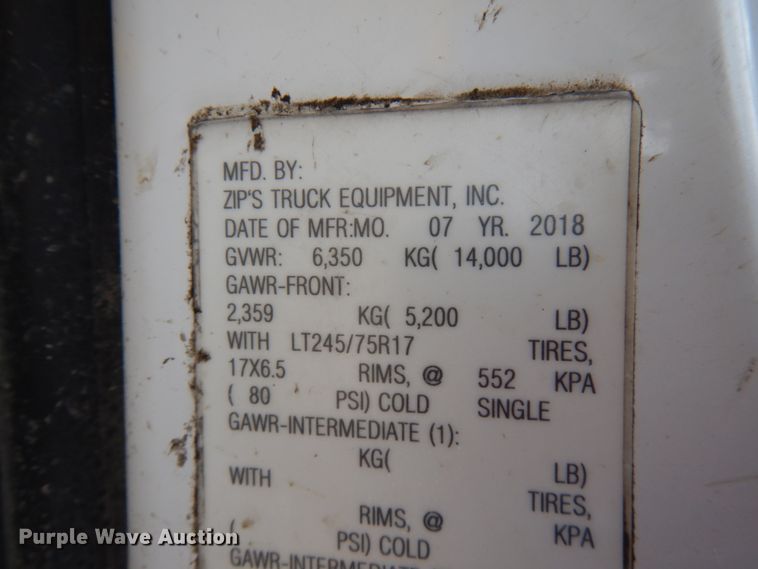 MFD. BY:
ZIP'S TRUCK EQUIPMENT, INC.
DATE OF MFR:MO. 07 YR. 2018
GVWR: 6,350 KG( 14,000 LB)
GAWR-FRONT:
2,359 KG( 5,200 LB)
WITH LT245/75R17 TIRES,
17X6.5 RIMS, @ 552 KPA
( 80 PSI) COLD SINGLE
GAWR-INTERMEDIATE (1):
KG( LB)
WITH TIRES,
RIMS, @ KPA
( PSI) COLD
GAWR-INTERMEDIATE
Purple Wave Auction